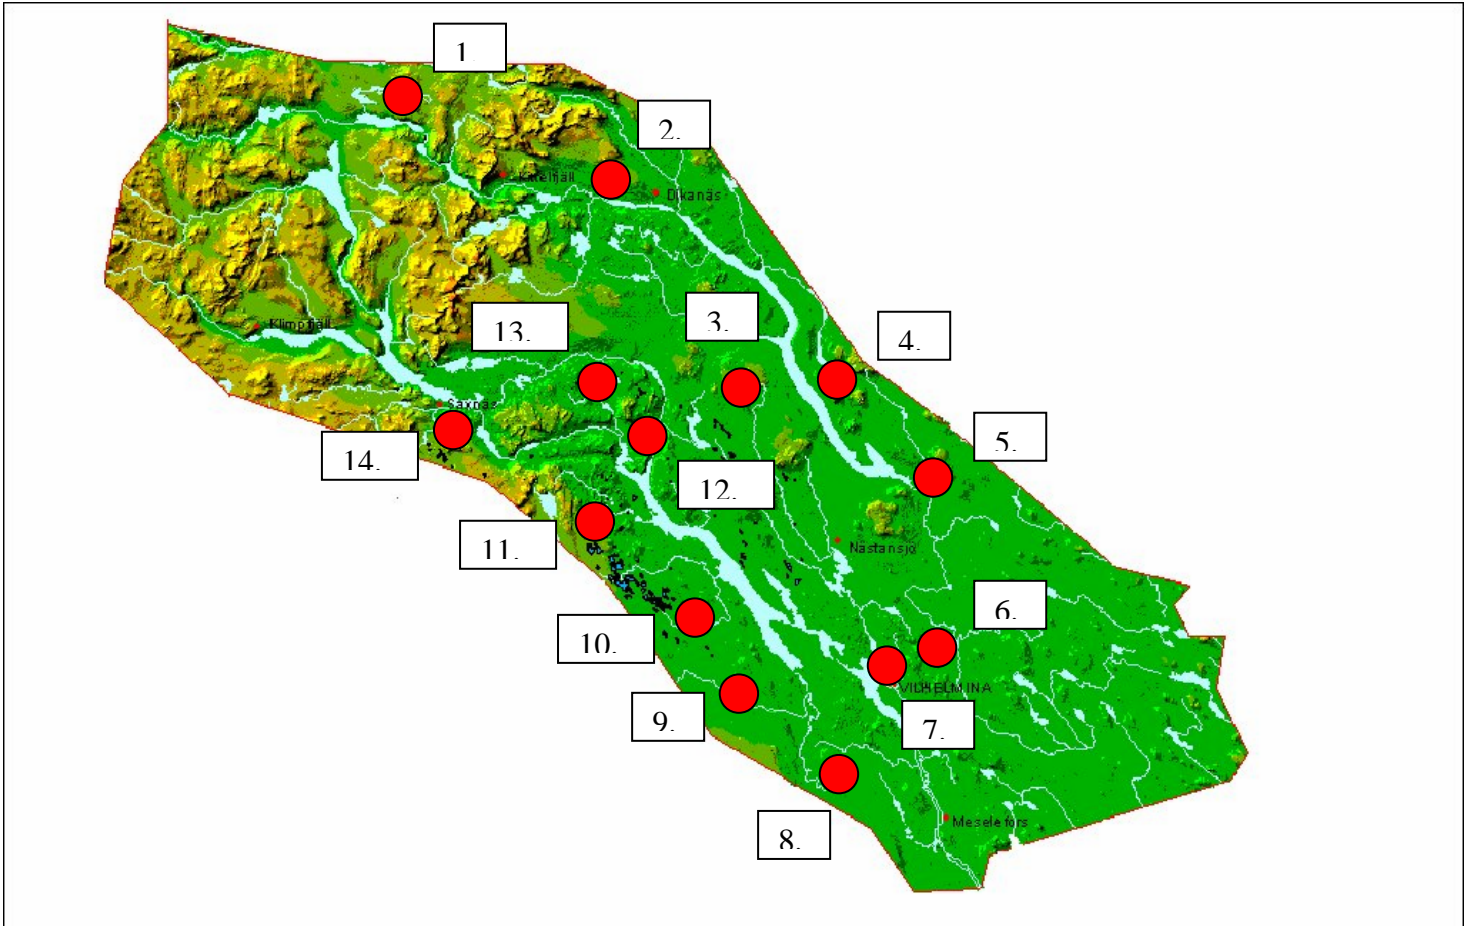 1.
2.
Kittelfjäll
Dikanäs
13.
3.
4.
Klimpfjäll
Saxnäs
14.
5.
12.
11.
Nästansjö
6.
10.
VILHELMINA
9.
7.
8.
Meselefors